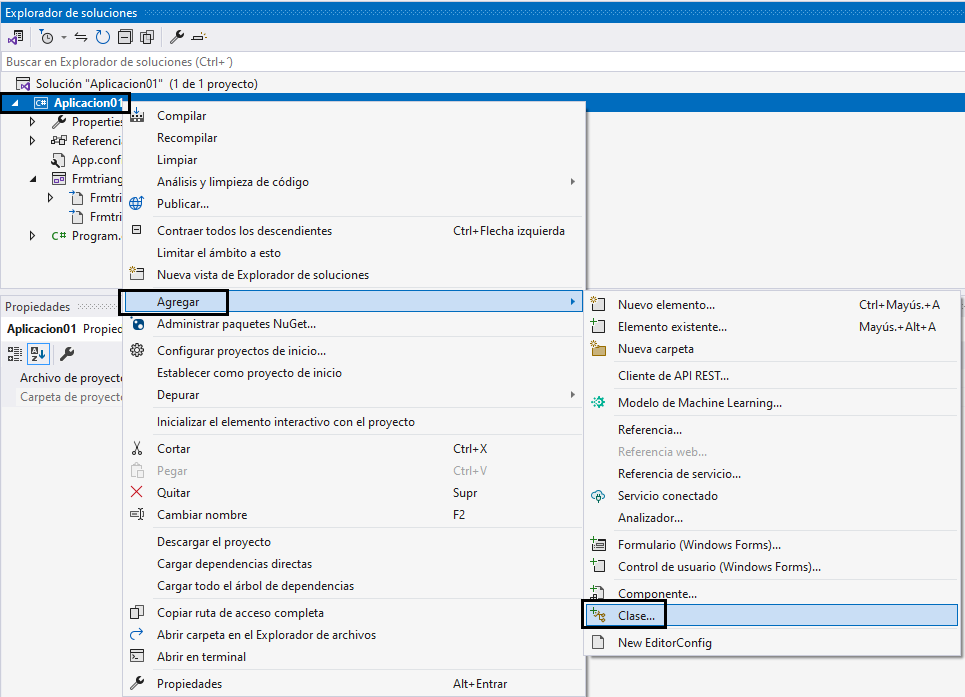 Explorador de soluciones
Buscar en Explorador de soluciones (Ctrl+´)
Solución "Aplicacion01" (1 de 1 proyecto)
C# Aplicacion01
Properties
Referenci
App.conf
Frmtriang
Frmtri
Frmtri
C# Program.
Propiedades
Aplicacion01 Propied
Archivo de proyecto
Carpeta de proyecto
Compilar
Recompilar
Limpiar
Análisis y limpieza de código
Publicar...
Contraer todos los descendientes Ctrl+Flecha izquierda
Limitar el ámbito a esto
Nueva vista de Explorador de soluciones
Agregar
Administrar paquetes NuGet...
Configurar proyectos de inicio...
Establecer como proyecto de inicio
Depurar
Inicializar el elemento interactivo con el proyecto
Cortar Ctrl+X
Pegar Ctrl+V
Quitar Supr
Cambiar nombre F2
Descargar el proyecto
Cargar dependencias directas
Cargar todo el árbol de dependencias
Copiar ruta de acceso completa
Abrir carpeta en el Explorador de archivos
Abrir en terminal
Propiedades Alt+Entrar
Nuevo elemento... Ctrl+Mayús.+A
Elemento existente... Mayús.+Alt+A
Nueva carpeta
Cliente de API REST...
Modelo de Machine Learning...
Referencia...
Referencia web...
Referencia de servicio...
Servicio conectado
Analizador...
Formulario (Windows Forms)...
Control de usuario (Windows Forms)...
Componente...
Clase...
New EditorConfig